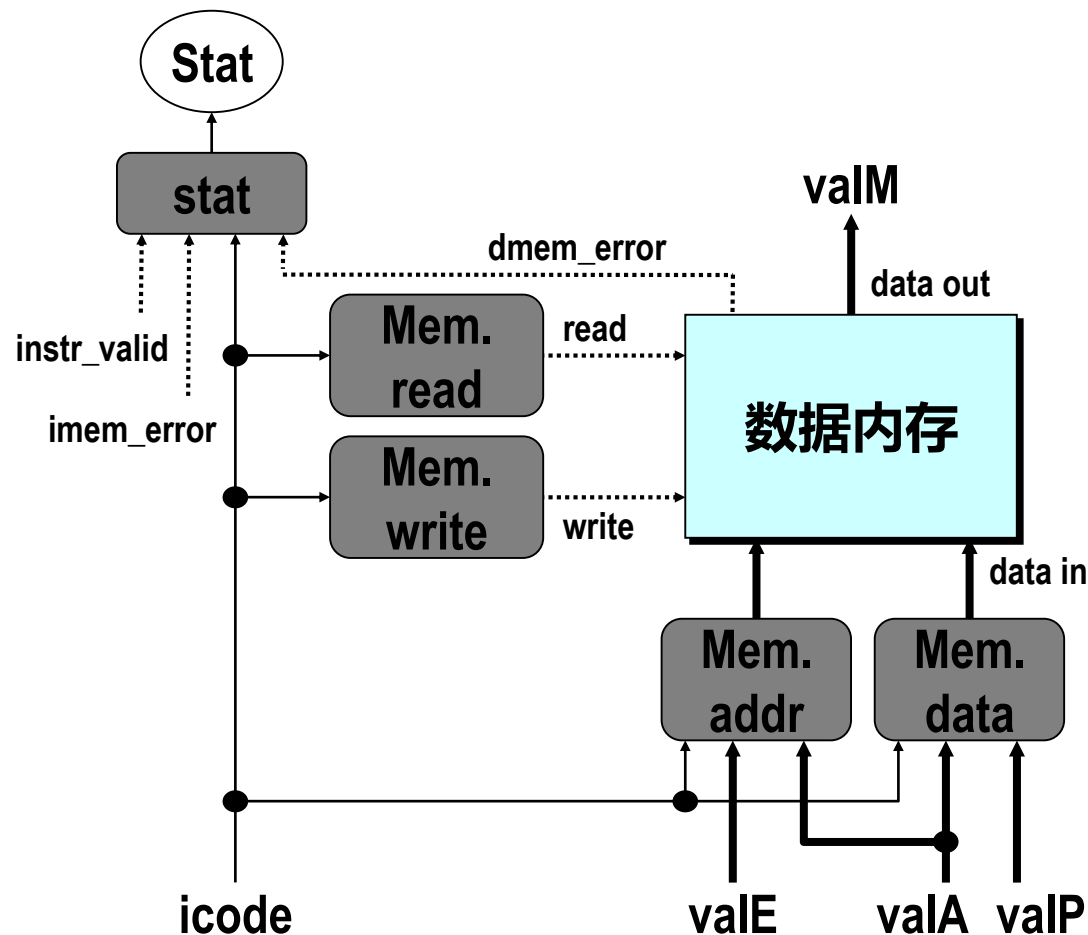 Stat
stat
valM
dmem_error
data out
instr_valid
imem_error
Mem.
read
read
Mem.
write
write
数据内存
data in
Mem.
addr
Mem.
data
icode
valE
valA
valP